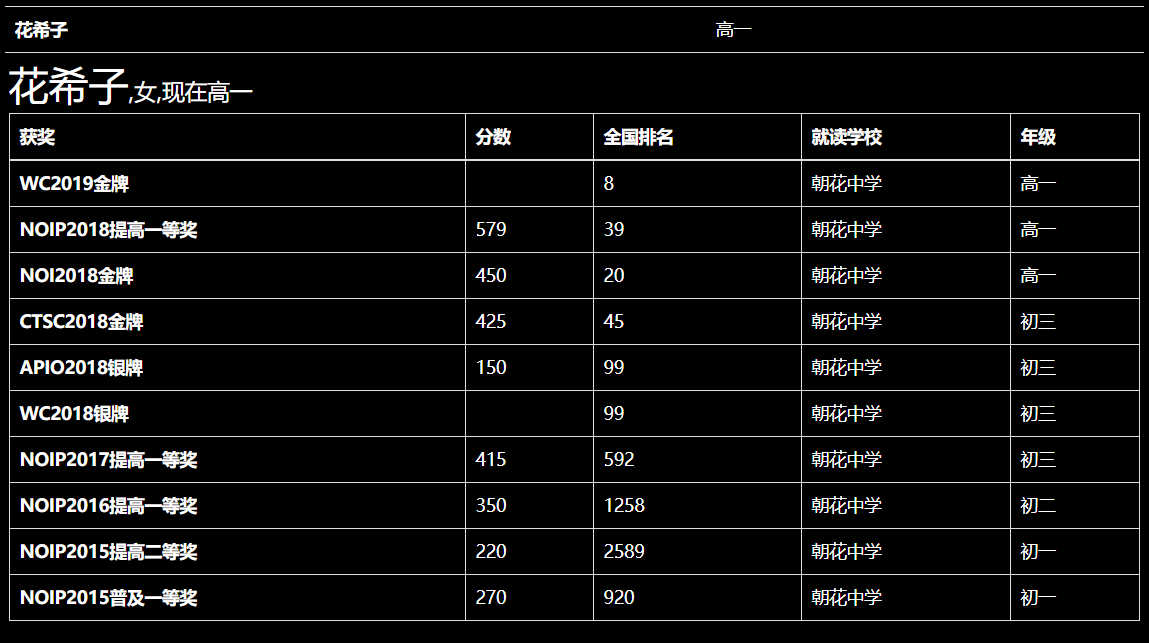 花希子 高一
花希子,女,现在高一
获奖 分数 全国排名 就读学校 年级
WC2019金牌 8 朝花中学 高一
NOIP2018提高一等奖 579 39 朝花中学 高一
NOI2018金牌 450 20 朝花中学 高一
CTSC2018金牌 425 45 朝花中学 初三
APIO2018银牌 150 99 朝花中学 初三
WC2018银牌 99 朝花中学 初三
NOIP2017提高一等奖 415 592 朝花中学 初三
NOIP2016提高一等奖 350 1258 朝花中学 初二
NOIP2015提高二等奖 220 2589 朝花中学 初一
NOIP2015普及一等奖 270 920 朝花中学 初一